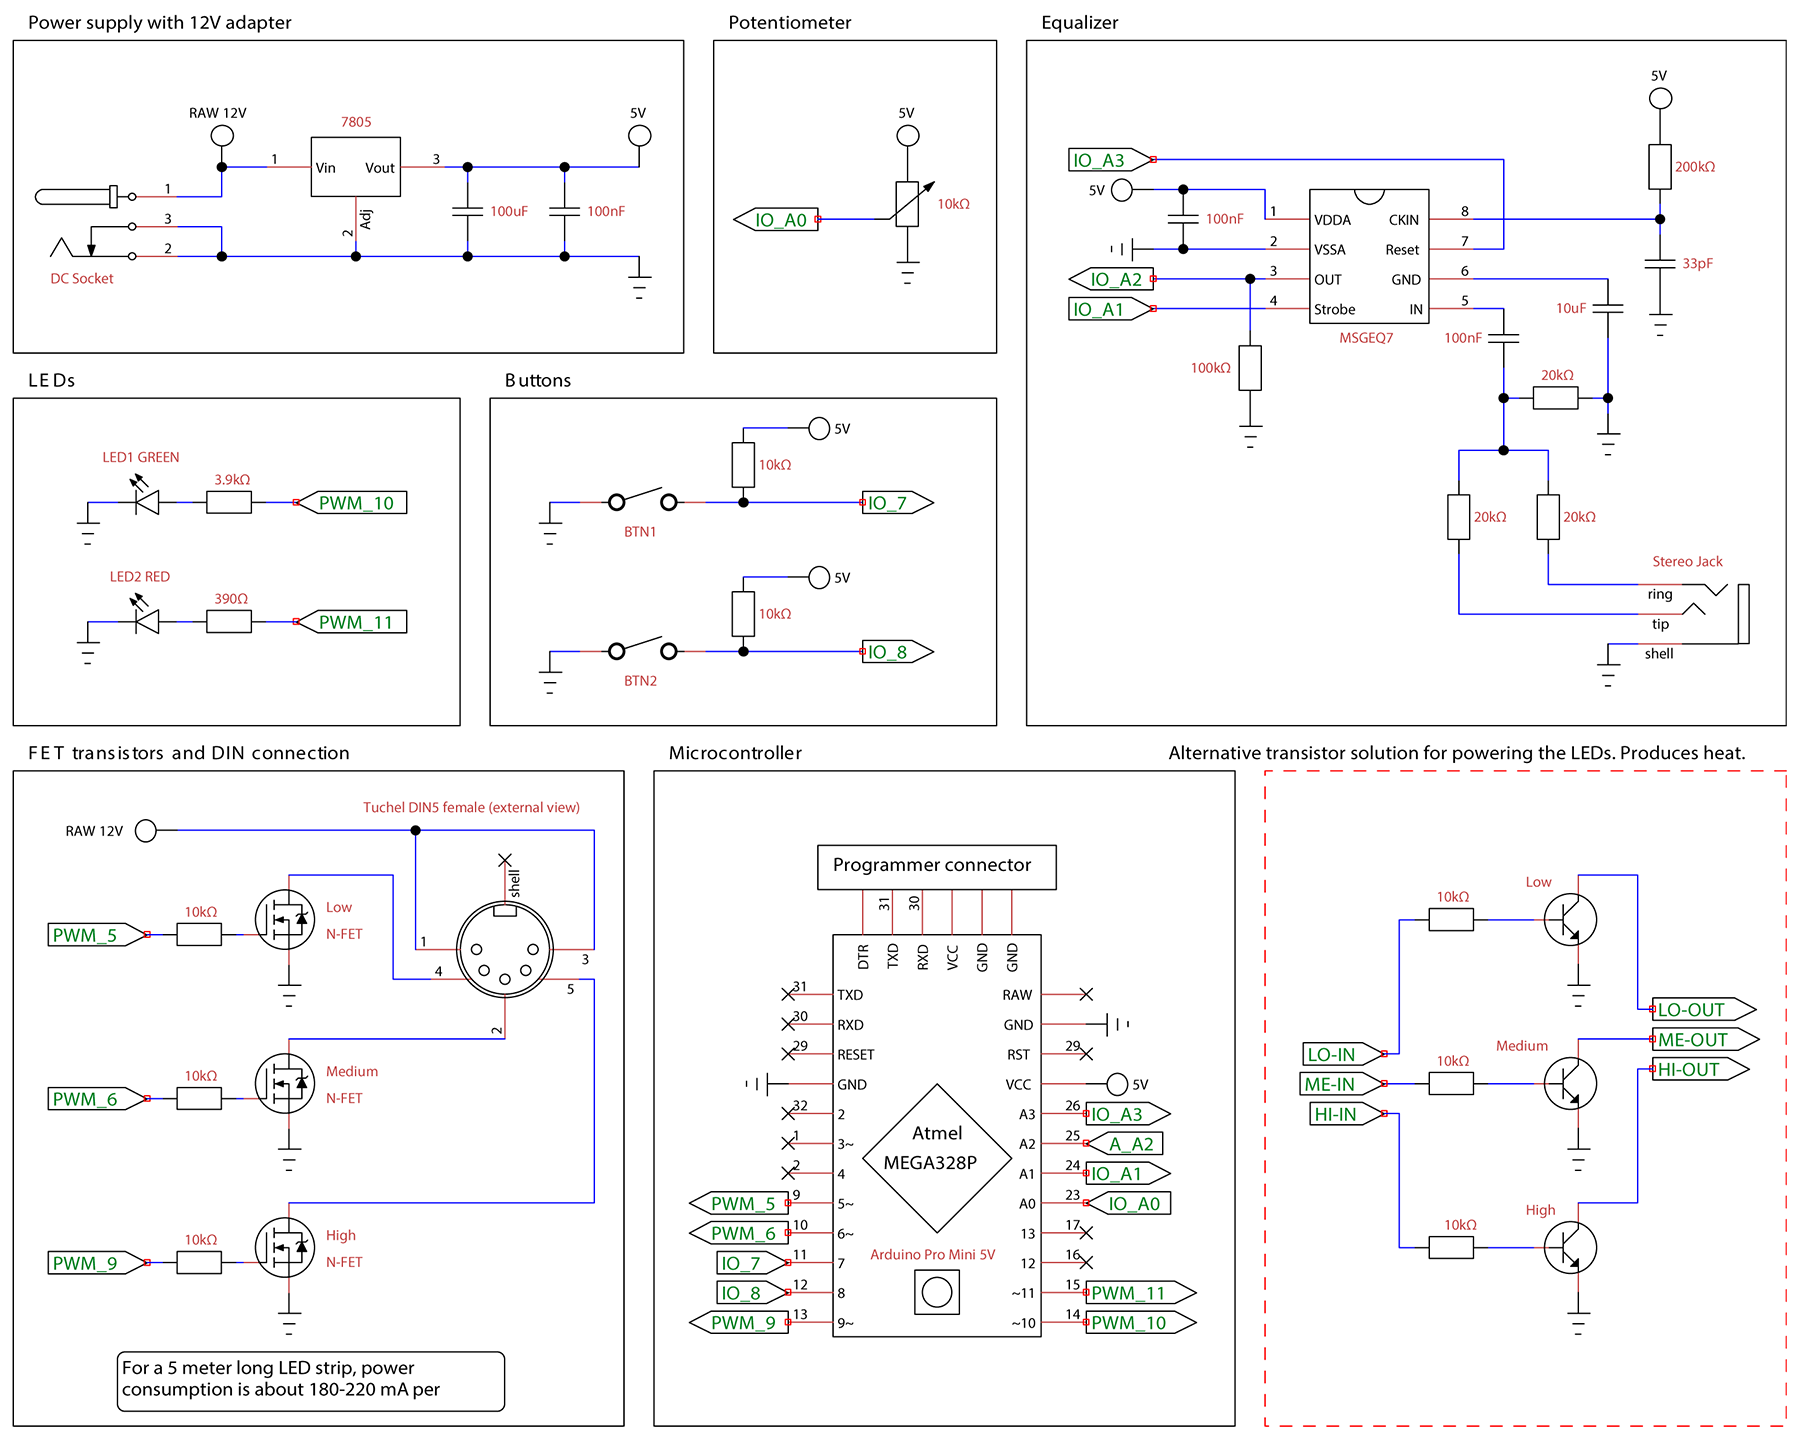 Power supply with 12V adapter
RAW 12V
7805
5V
1
Vin
Vout
3
Adj
2
1
3
2
100uF
100nF
DC Socket
Potentiometer
5V
IO_A0
10kΩ
Equalizer
5V
IO_A3
200kΩ
5V
100nF
1
VDDA
CKIN
8
2
VSSA
Reset
7
IO_A2
3
OUT
GND
6
IO_A1
4
Strobe
IN
5
MSGEQ7
33pF
10uF
100nF
100kΩ
20kΩ
20kΩ
20kΩ
Stereo Jack
ring
tip
shell
LEDs
LED1 GREEN
3.9kΩ
PWM_10
LED2 RED
390Ω
PWM_11
Buttons
5V
10kΩ
IO_7
BTN1
5V
10kΩ
IO_8
BTN2
FET transistors and DIN connection
Tuchel DIN5 female (external view)
RAW 12V
shell
1
3
4
5
2
PWM_5
10kΩ
Low
N-FET
PWM_6
10kΩ
Medium
N-FET
PWM_9
10kΩ
High
N-FET
For a 5 meter long LED strip, power
consumption is about 180-220 mA per
Microcontroller
Programmer connector
31
30
DTR
TXD
RXD
VCC
GND
GND
31
TXD
RAW
30
RXD
GND
29
RESET
RST
29
GND
VCC
5V
32
2
A3
26
IO_A3
1
3~
A2
25
A_A2
2
4
A1
24
IO_A1
PWM_5
9
5~
A0
23
IO_A0
PWM_6
10
6~
13
17
IO_7
11
7
12
16
IO_8
12
8
~11
15
PWM_11
PWM_9
13
9~
~10
14
PWM_10
Atmel
MEGA328P
Arduino Pro Mini 5V
Alternative transistor solution for powering the LEDs. Produces heat.
Low
10kΩ
LO-OUT
ME-OUT
HI-OUT
Medium
LO-IN
ME-IN
HI-IN
10kΩ
High
10kΩ